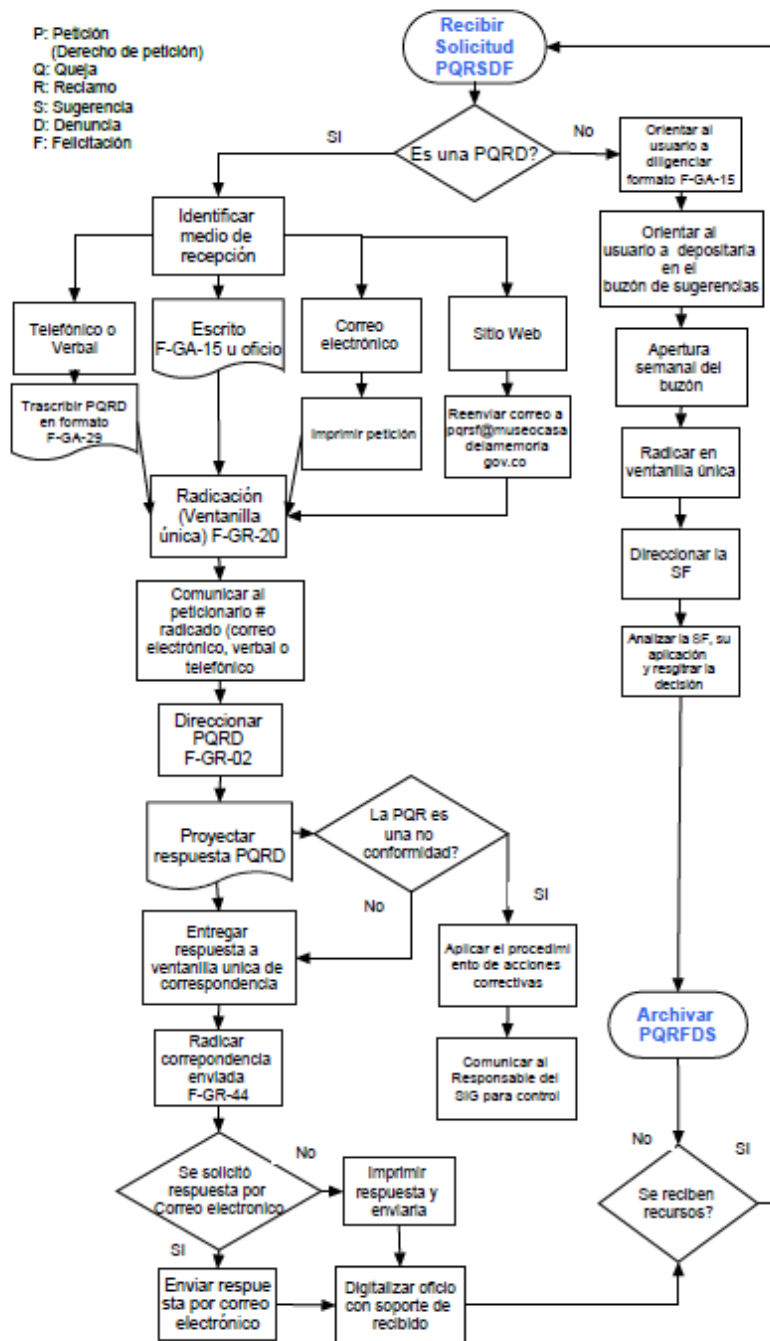 P: Petición
(Derecho de petición)
Q: Queja
R: Reclamo
S: Sugerencia
D: Denuncia
F: Felicitación
Recibir
Solicitud
PQRSDF
Es una PQRD?
SI
No
Orientar al
usuario a
diligenciar
formato F-GA-15
Orientar al
usuario a depositarla
en el
buzón de sugerencias
Apertura
semanal del
buzón
Radicar en
ventanilla única
Direccionar la
SF
Analizar la SF, su
aplicación
y resgitrar la
decisión
Identificar
medio de
recepción
Telefónico o
Verbal
Escrito
F-GA-15 u oficio
Correo
electrónico
Sitio Web
Trascribir PQRD
en formato
F-GA-29
Imprimir petición
Reenviar correo a
pqrsf@museocasa
delamemoria
gov.co
Radicación
(Ventanilla
única) F-GR-20
Comunicar al
peticionario #
radicado (correo
electrónico, verbal o
telefónico
Direccionar
PQRD
F-GR-02
Proyectar
respuesta PQRD
La PQR es
una no
conformidad?
No
SI
Entregar
respuesta a
ventanilla unica de
correspondencia
Aplicar el procedimi
ento de acciones
correctivas
Comunicar al
Responsable del
SIG para control
Radicar
correpondencia
enviada
F-GR-44
Se solicitó
respuesta por
Correo electronico
No
SI
Imprimir
respuesta y
enviarla
Enviar respue
sta por correo
electrónico
Digitalizar oficio
con soporte de
recibido
Archivar
PQRFDS
No
SI
Se reciben
recursos?